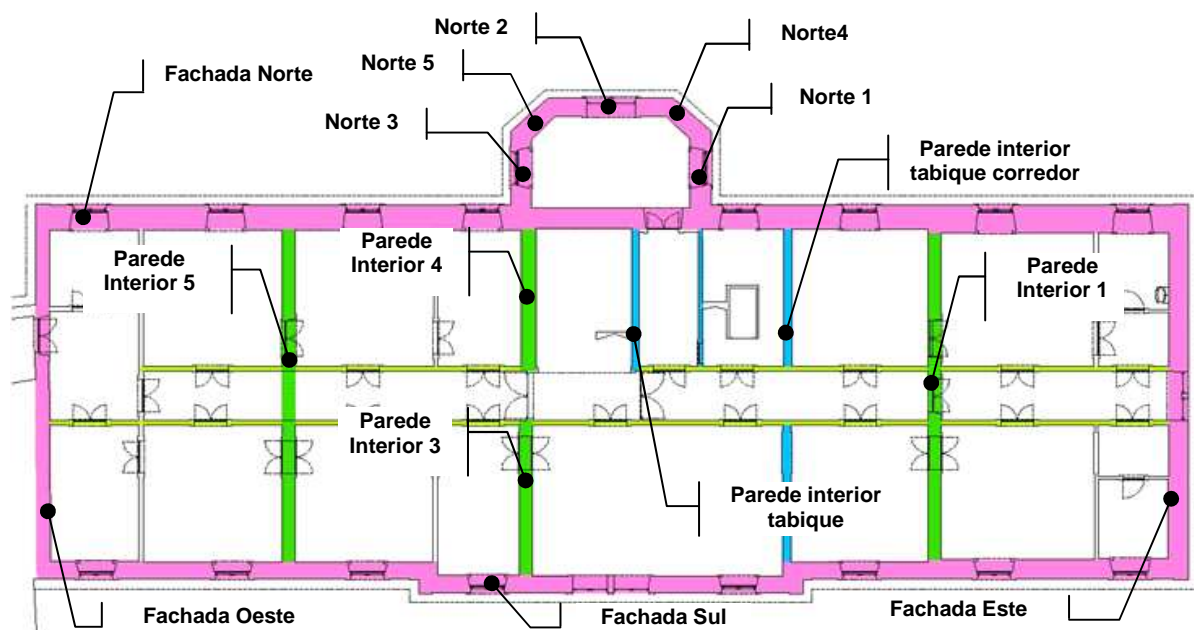 Norte 2
Norte4
Norte 5
Fachada Norte
Norte 1
Norte 3
Parede interior
tabique corredor
Parede
Interior 5
Parede
Interior 4
Parede
Interior 1
Parede
Interior 3
Parede interior
tabique
Fachada Oeste
Fachada Sul
Fachada Este